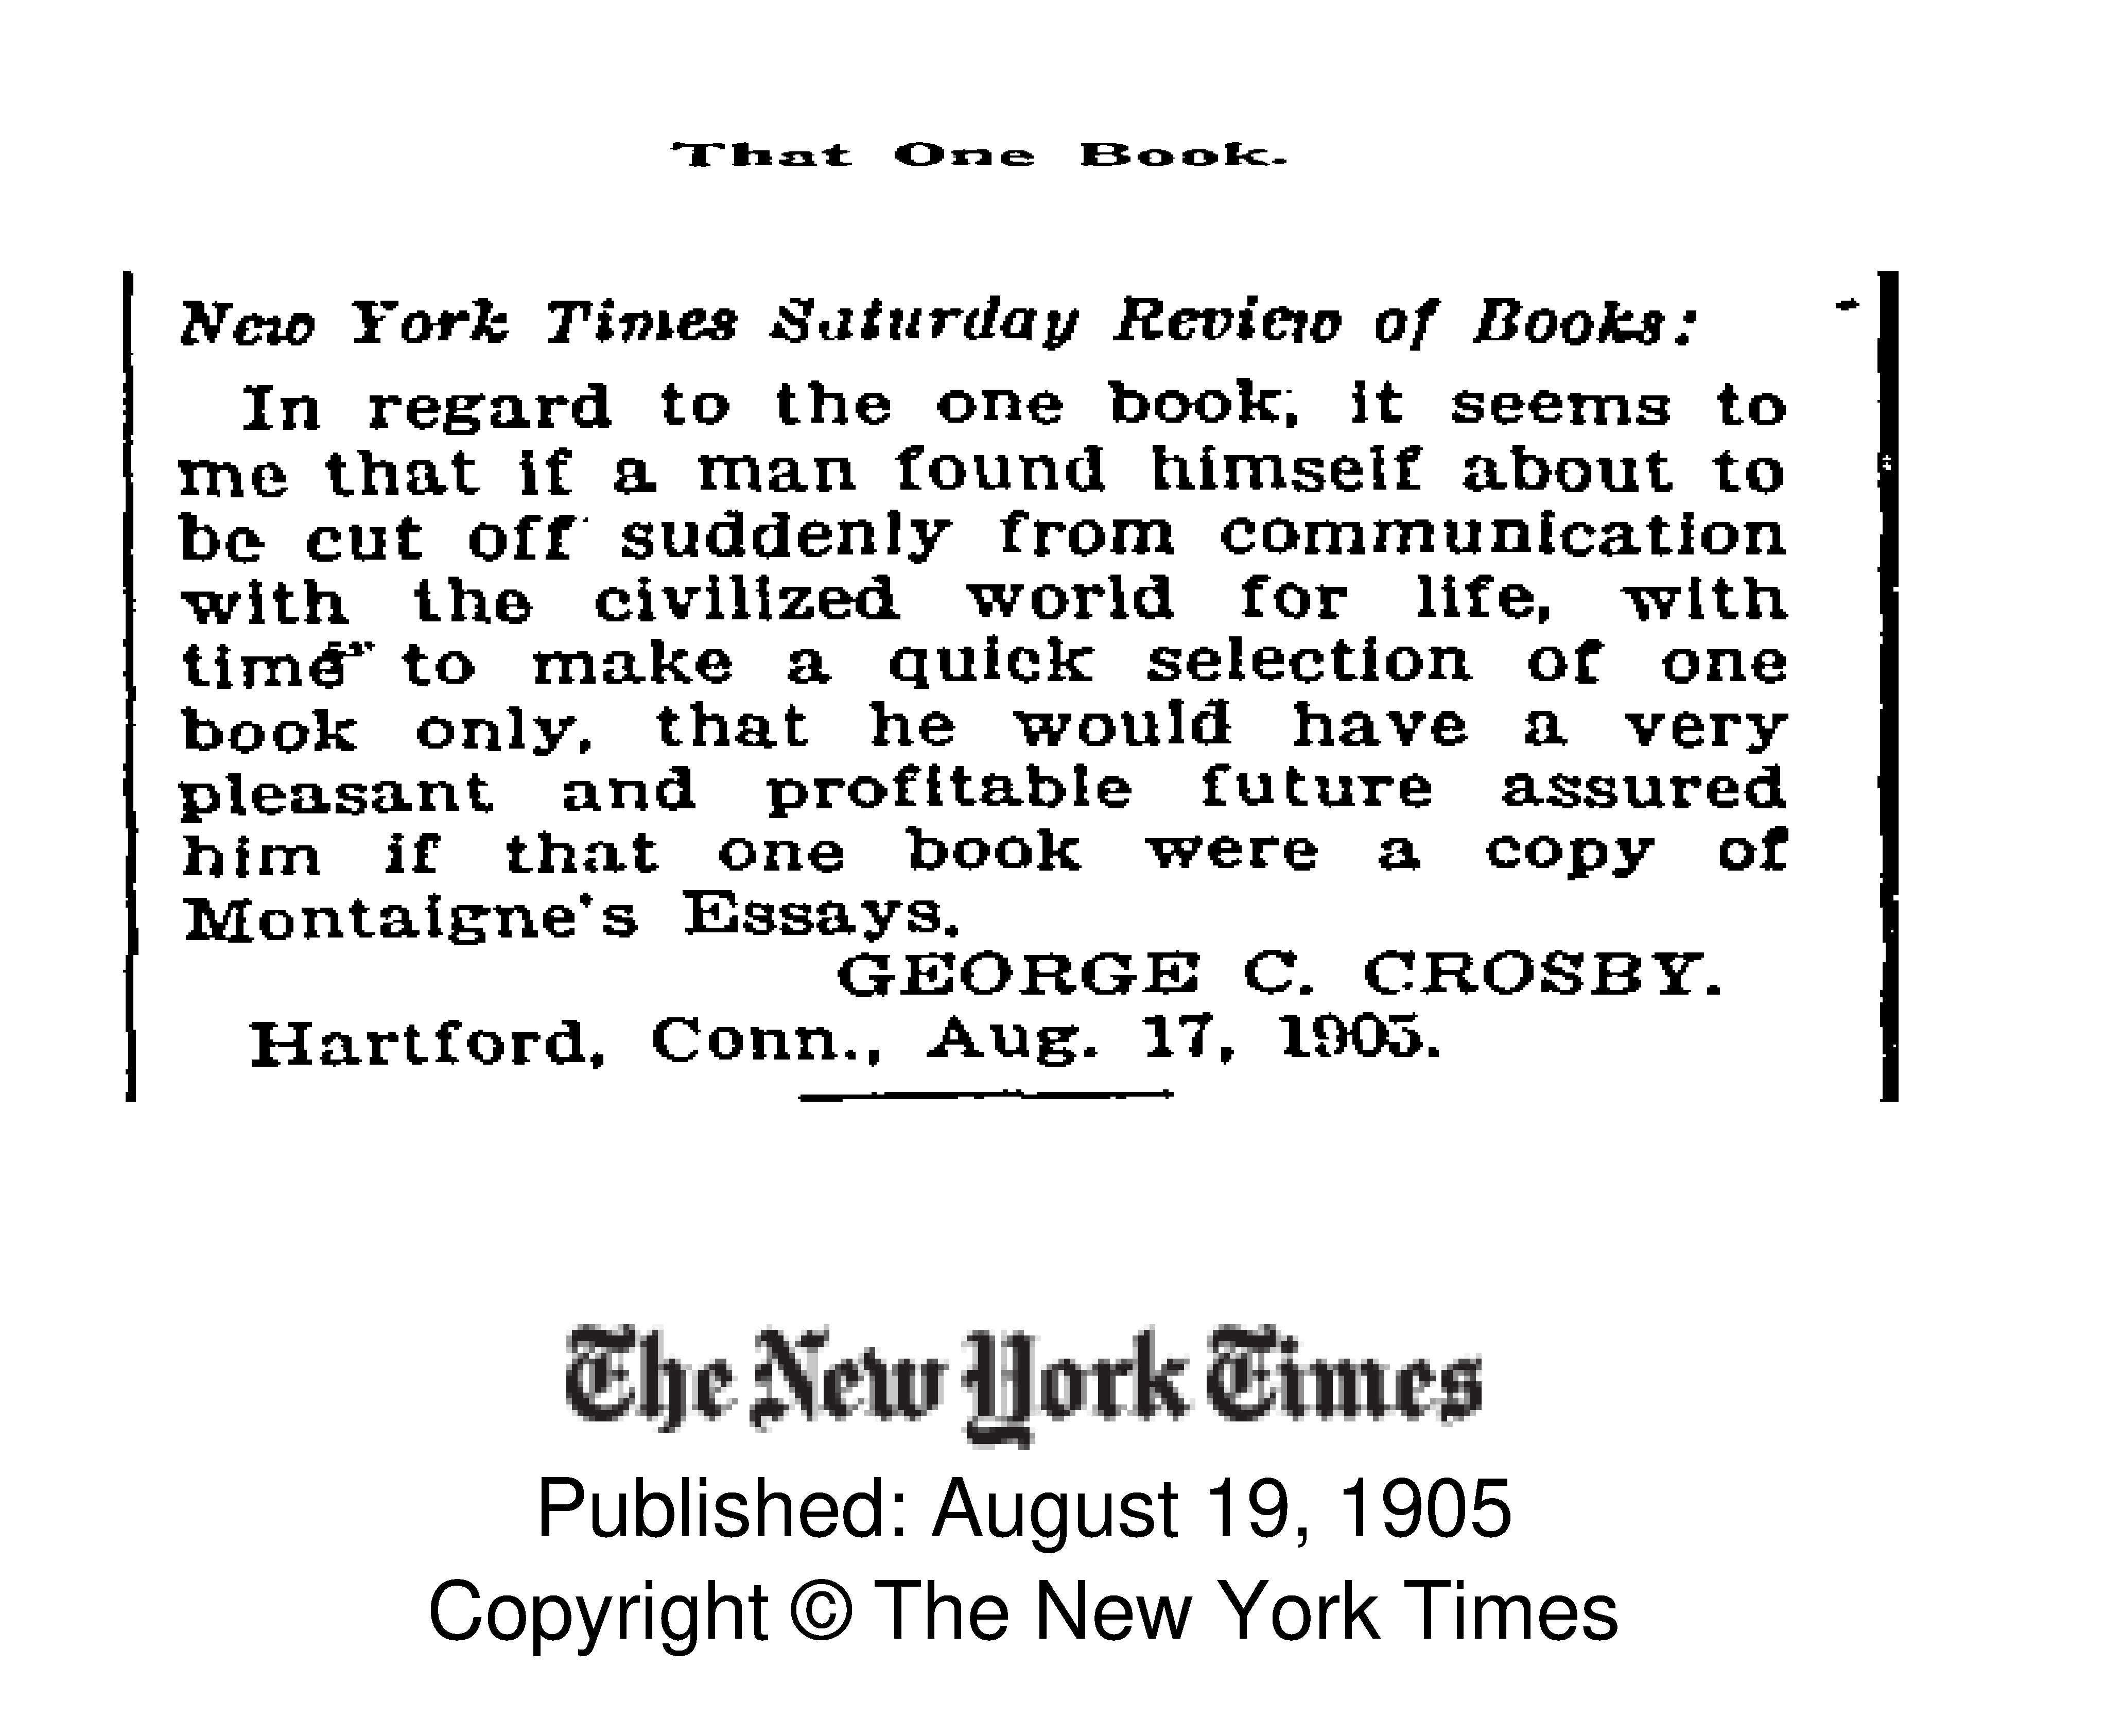 That One Book.
New York Times Saturday Review of Books:
In regard to the one book, it seems to
me that if a man found himself about to
be cut off suddenly from communication
with the civilized world for life, with
time to make a quick selection of one
book only, that he would have a very
pleasant and profitable future assured
him if that one book were a copy of
Montaigne's Essays.
GEORGE C. CROSBY.
Hartford, Conn., Aug. 17, 1905.
The New York Times
Published: August 19, 1905
Copyright © The New York Times